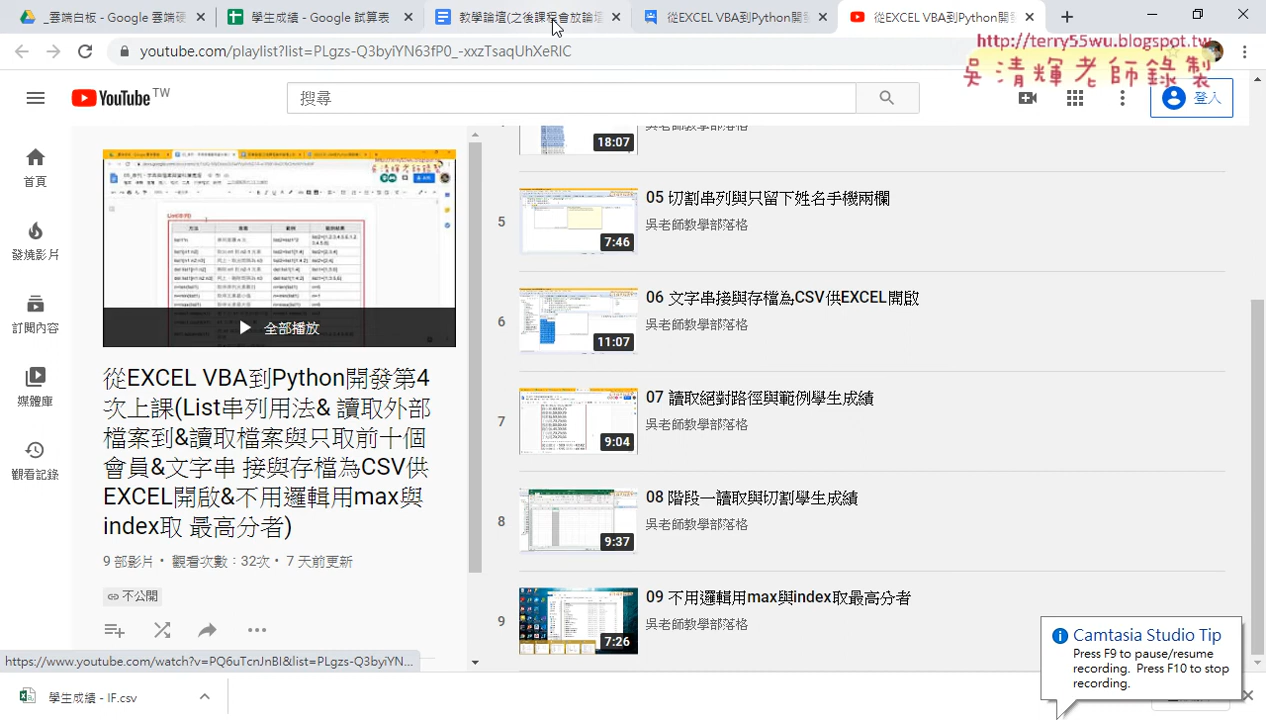 _雲端白板 - Google 雲端硬
學生成績 - Google 試算表
教學論壇(之後課程會放論壇
從EXCEL VBA到Python開發
從EXCEL VBA到Python開發
youtube.com/playlist?list=PLgzs-Q3byiYN63fP0_-xxzTsaqUhXeRIC
http://terry55wu.blogspot.tw
吳清輝老師錄製
YouTube TW
搜尋
登入
首頁
發燒影片
訂閱內容
媒體庫
觀看記錄
List(串列)
全部播放
從EXCEL VBA到Python開發第4
次上課(List串列用法& 讀取外部
檔案到&讀取檔案與只取前十個
會員&文字串 接與存檔為CSV供
EXCEL開啟&不用邏輯用max與
index取 最高分者)
9 部影片 • 觀看次數：32次 • 7 天前更新
不公開
18:07
吳老師教學部落格
5
7:46
05 切割串列與只留下姓名手機兩欄
吳老師教學部落格
6
11:07
06 文字串接與存檔為CSV供EXCEL開啟
吳老師教學部落格
7
9:04
07 讀取絕對路徑與範例學生成績
吳老師教學部落格
8
9:37
08 階段一讀取與切割學生成績
吳老師教學部落格
9
7:26
09 不用邏輯用max與index取最高分者
吳老師教學部落格
https://www.youtube.com/watch?v=PQ6uTcnJnBI&list=PLgzs-Q3byiYN...
Camtasia Studio Tip
Press F9 to pause/resume
recording. Press F10 to stop
recording.
學生成績 - IF.csv